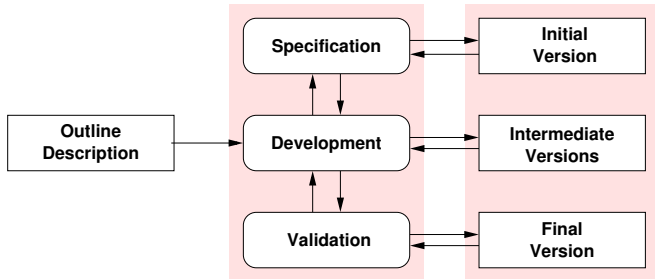 Specification
Initial
Version
Outline
Description
Development
Intermediate
Versions
Validation
Final
Version